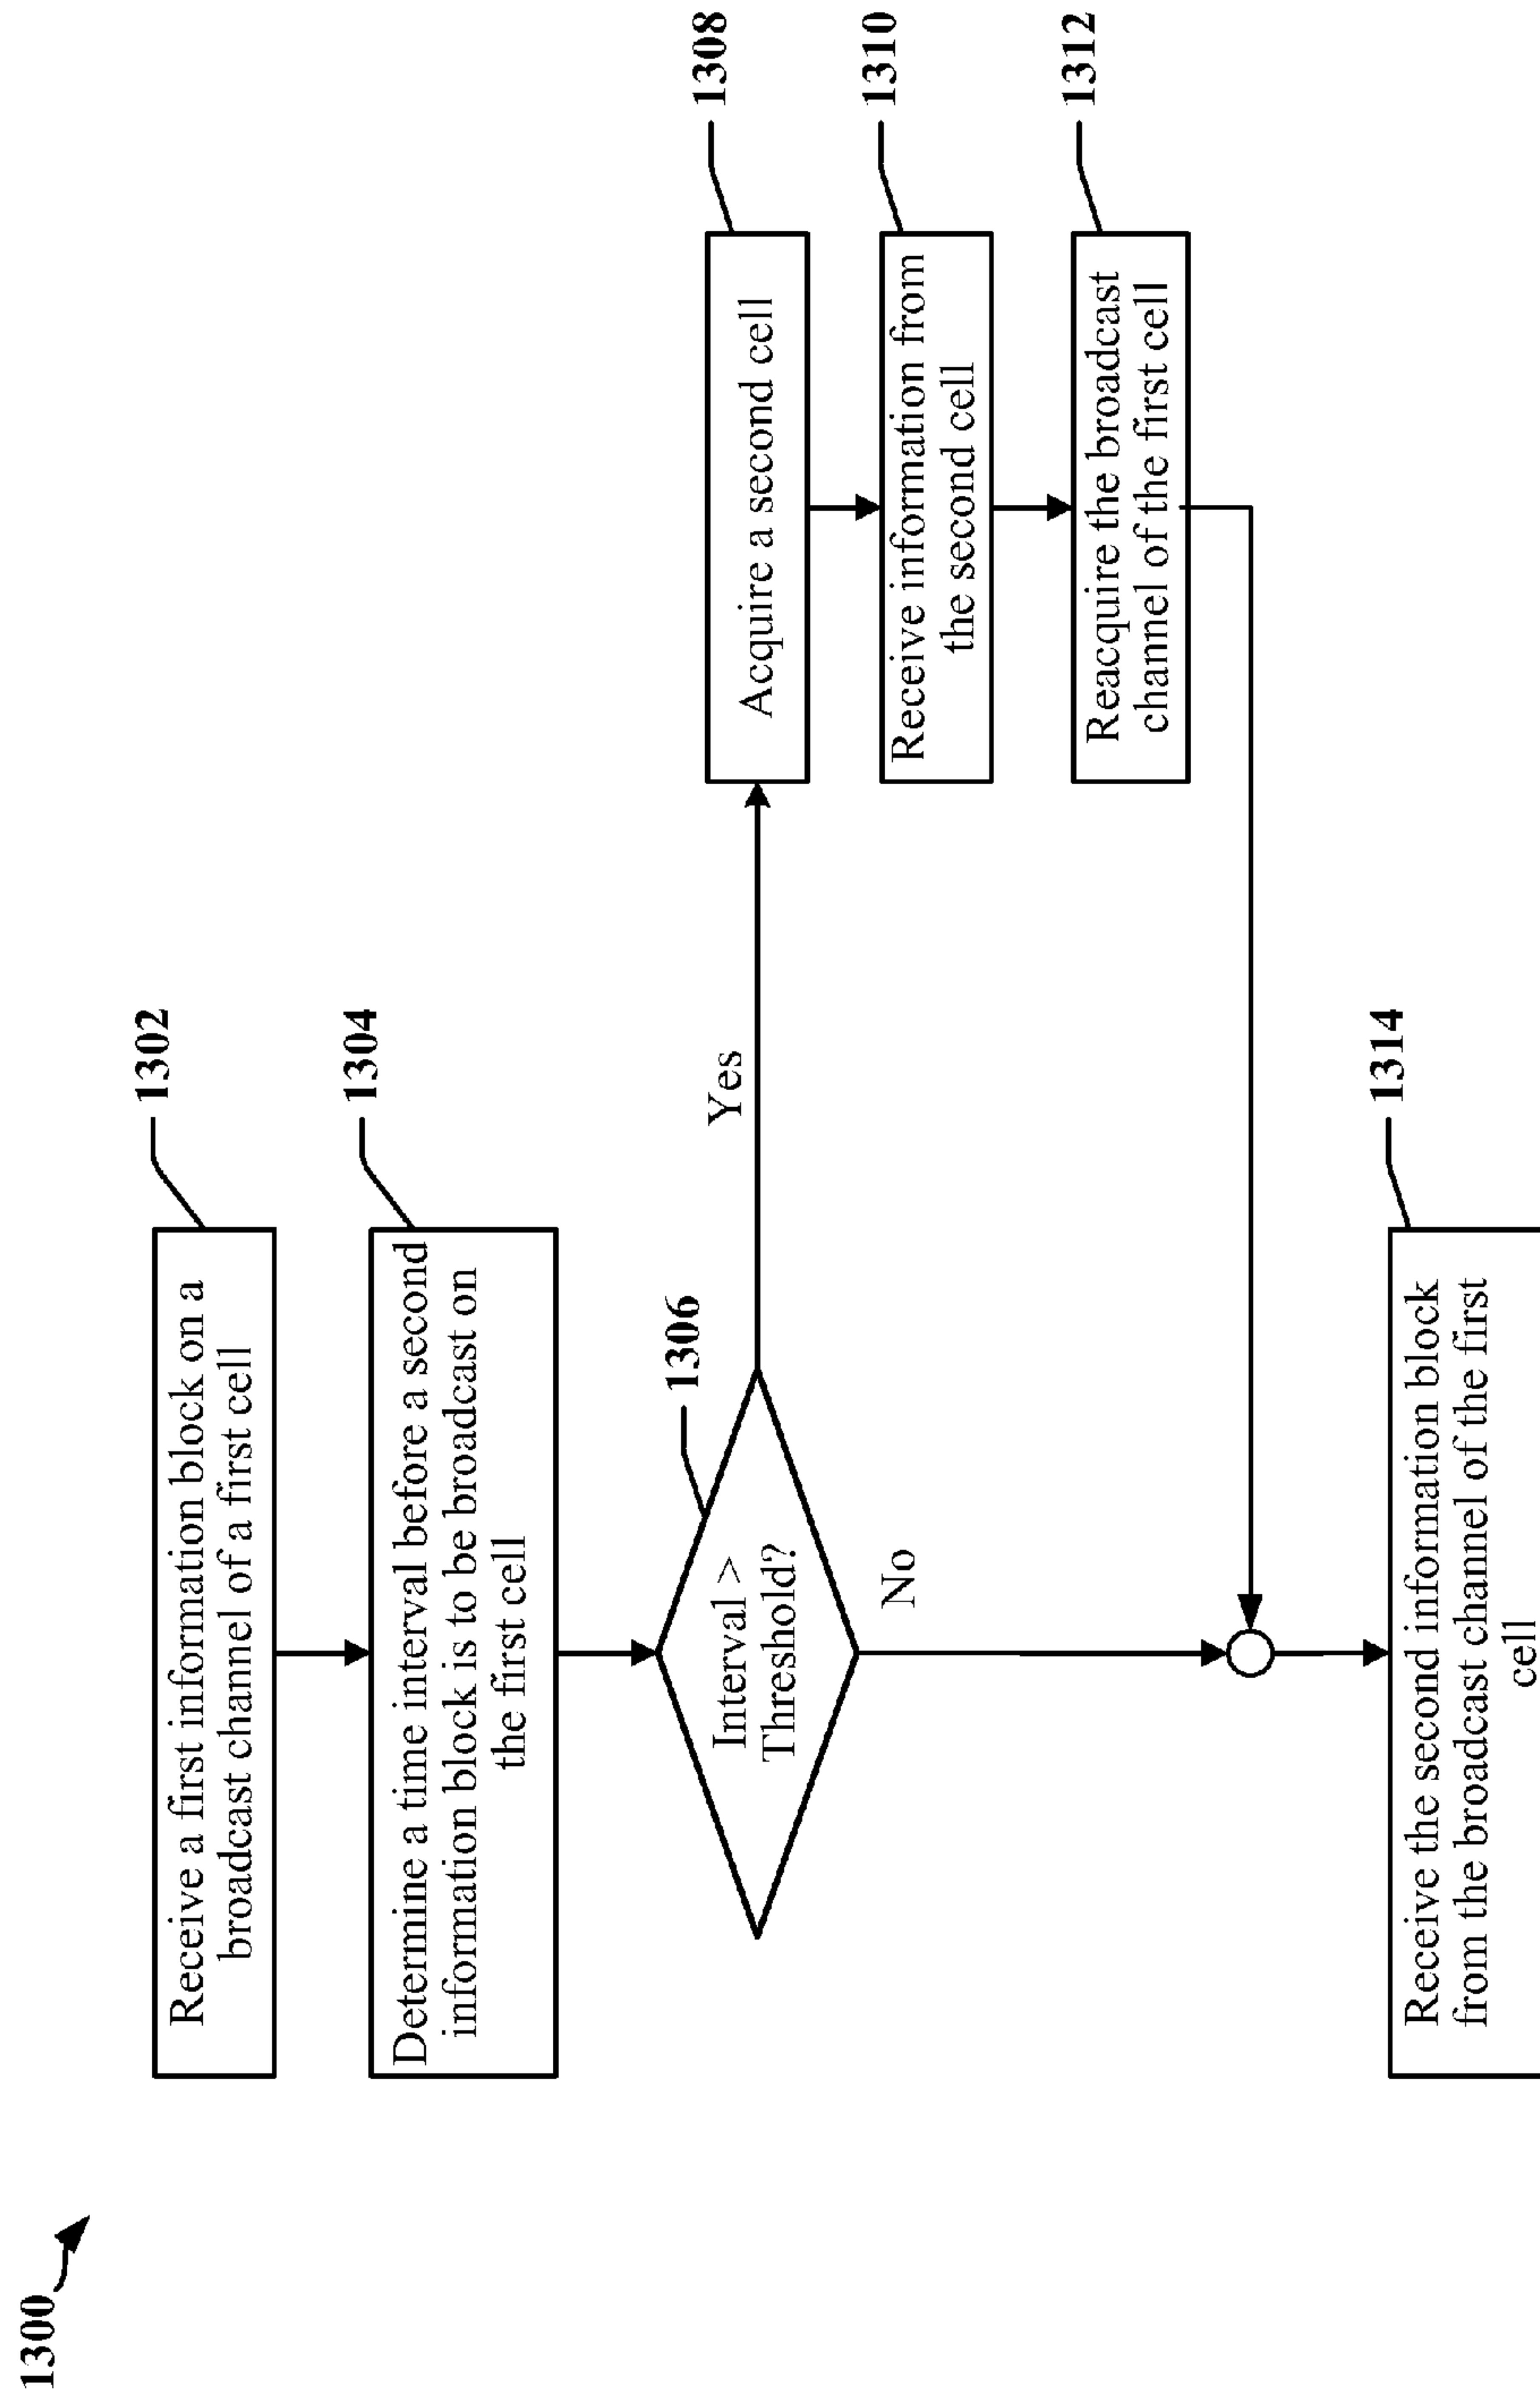 1300
1302
Receive a first information block on a
broadcast channel of a first cell
1304
Determine a time interval before a second
information block is to be broadcast on
the first cell
1306
Interval >
Threshold?
Yes
No
1308
Acquire a second cell
1310
Receive information from
the second cell
1312
Reacquire the broadcast
channel of the first cell
1314
Receive the second information block
from the broadcast channel of the first
cell